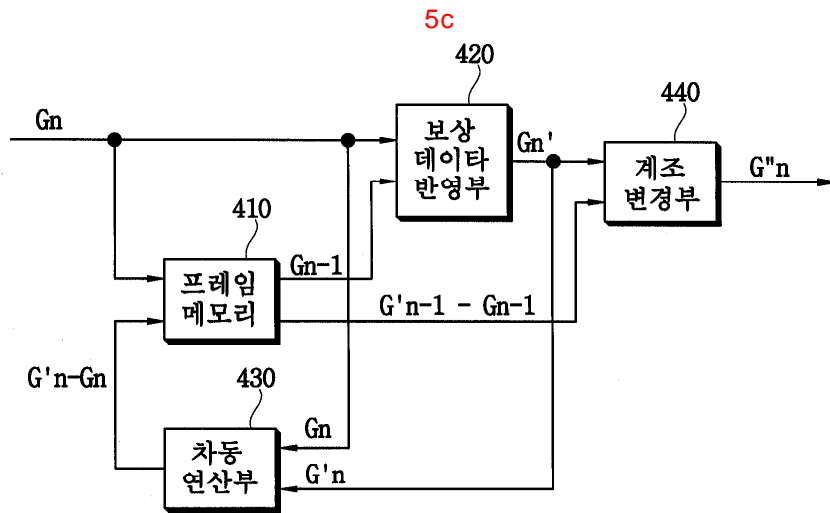 5c
420
440
Gn
보상
데이타
반영부
Gn'
계조
변경부
G"n
410
프레임
메모리
Gn-1
G'n-1 - Gn-1
G'n-Gn
430
차동
연산부
Gn
G'n